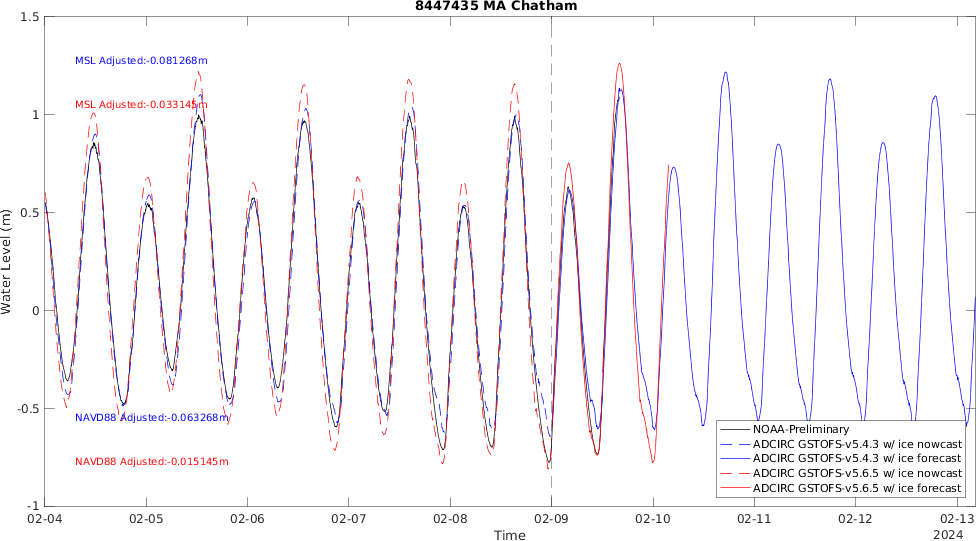 8447435 MA Chatham
1.5
1
0.5
0
-0.5
-1
Water Level (m)
MSL Adjusted:-0.081268m
MSL Adjusted:-0.033145m
NAVD88 Adjusted:-0.063268m
NAVD88 Adjusted:-0.015145m
NOAA-Preliminary
ADCIRC GSTOFS-v5.4.3 w/ ice nowcast
ADCIRC GSTOFS-v5.4.3 w/ ice forecast
ADCIRC GSTOFS-v5.6.5 w/ ice nowcast
ADCIRC GSTOFS-v5.6.5 w/ ice forecast
02-04 02-05 02-06 02-07 02-08 02-09 02-10 02-11 02-12 02-13
Time
2024